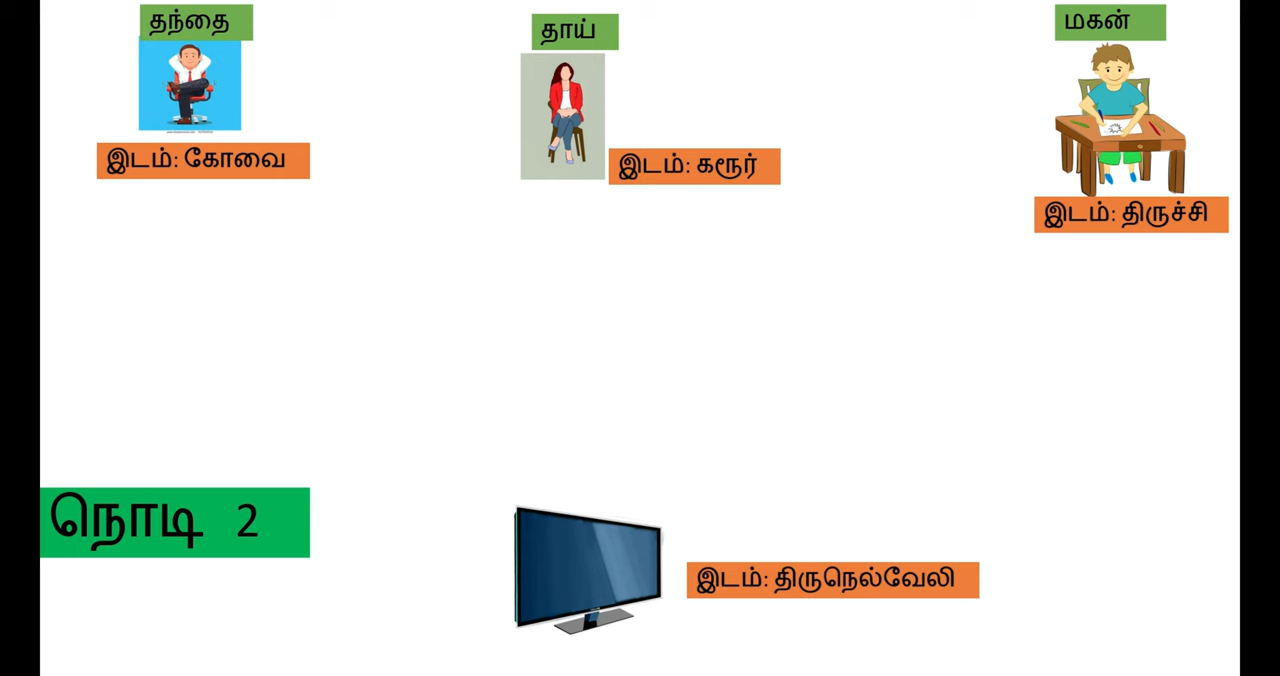 தந்தை
தாய்
மகன்
இடம்: கோவை
இடம்: கரூர்
இடம்: திருச்சி
நொடி 2
இடம்: திருநெல்வேலி